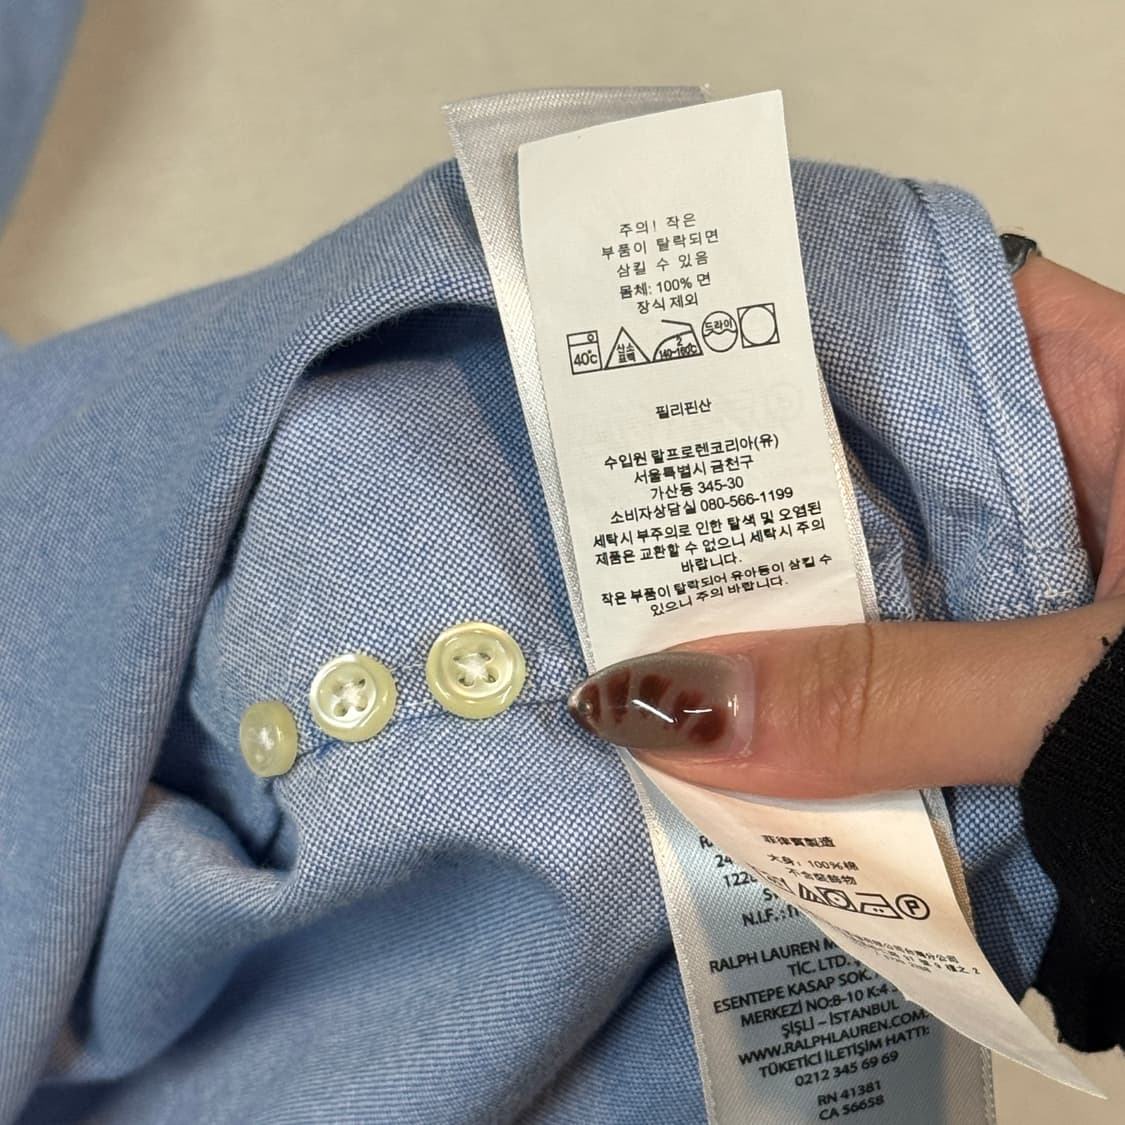 주의! 작은
부품이 탈락되면
삼킬 수 있음
몸체: 100% 면
장식 제외
40℃
산소
표백
2
140-160℃
드라이
필리핀산
수입원 랄프로렌코리아(유)
서울특별시 금천구
가산동 345-30
소비자상담실 080-566-1199
세탁시 부주의로 인한 탈색 및 오염된
제품은 교환할 수 없으니 세탁시 주의
바랍니다.
작은 부품이 탈락되어 유아등이 삼킬 수
있으니 주의 바랍니다.
菲律賓製造
大身: 100%棉
不含裝飾物
P
N.I.F.:
RALPH LAUREN
TİC. LTD.
ESENTEPE KASAP SOK.
MERKEZİ NO:8-10 K:4
ŞİŞLİ – İSTANBUL
WWW.RALPHLAUREN.COM
TÜKETİCİ İLETİŞİM HATTI:
0212 345 69 69
RN 41381
CA 56658